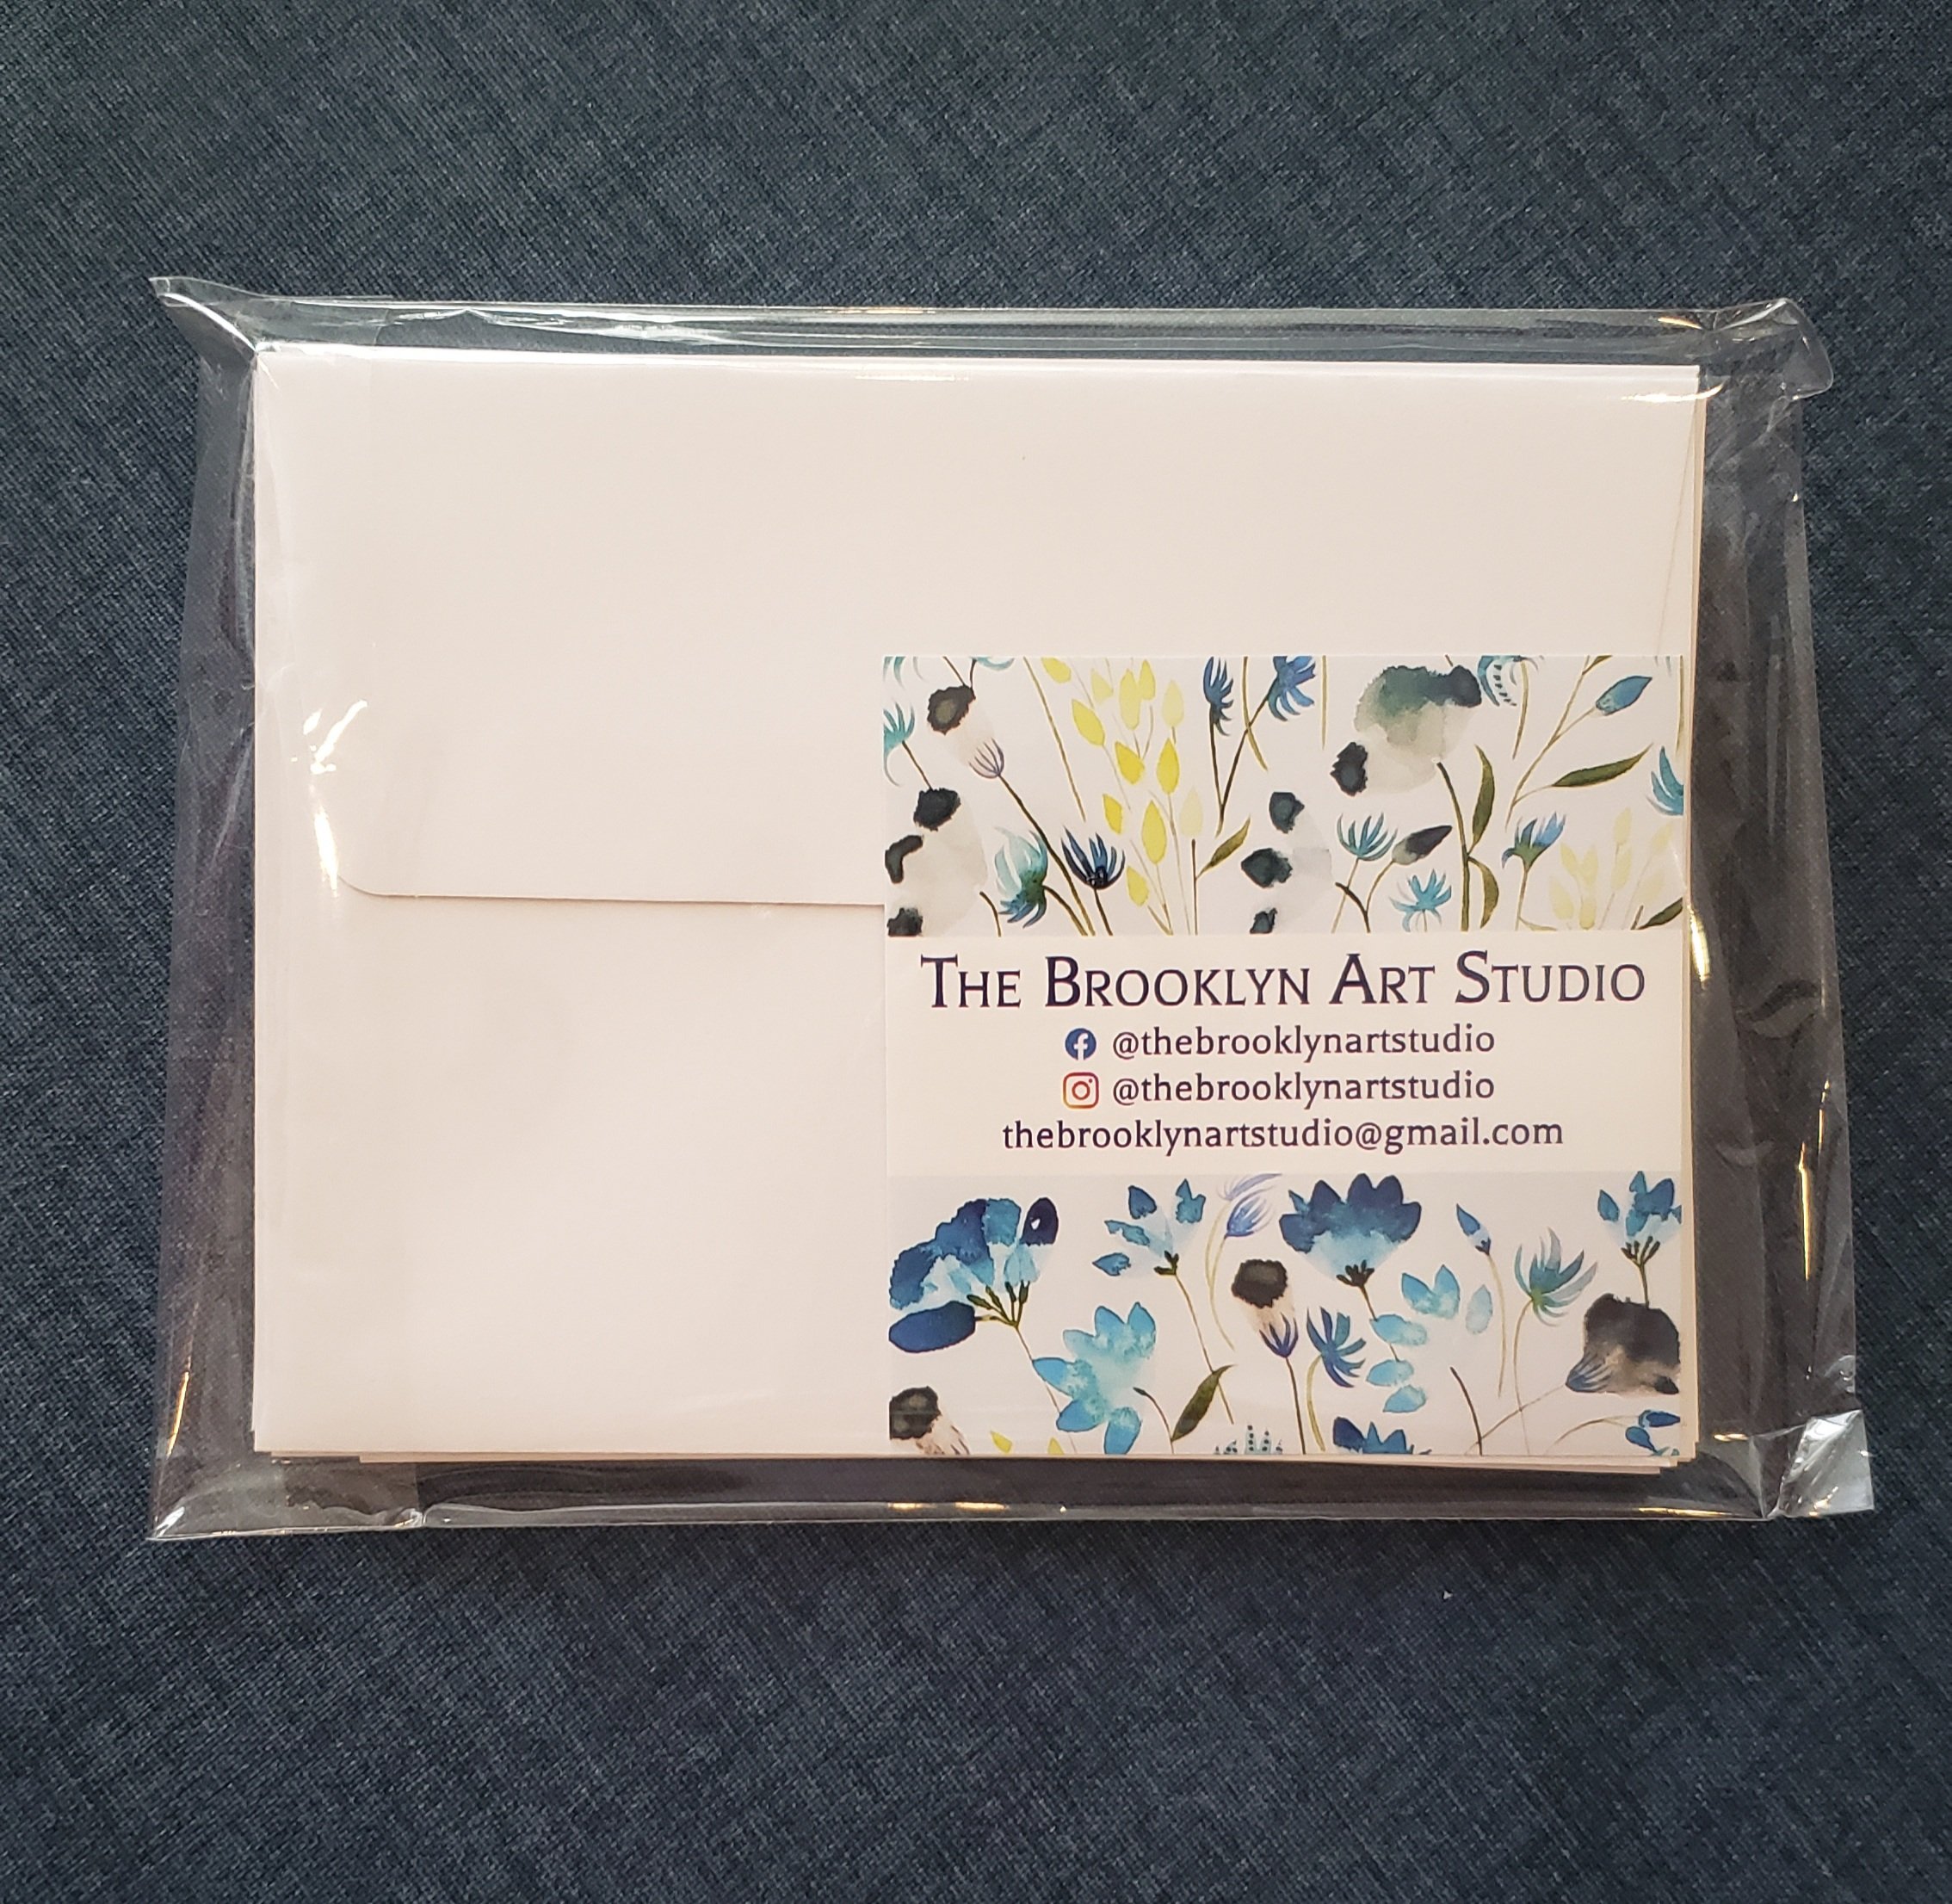 The Brooklyn Art Studio
@thebrooklynartstudio
@thebrooklynartstudio
thebrooklynartstudio@gmail.com